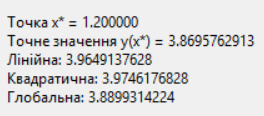 Точка x* = 1.200000
Точне значення y(x*) = 3.8695762913
Лінійна: 3.9649137628
Квадратична: 3.9746176828
Глобальна: 3.8899314224